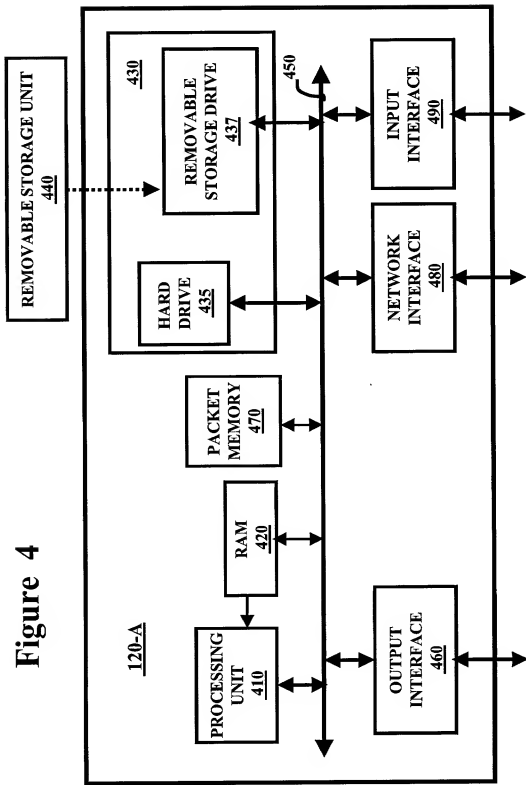 Figure 4
120-A
PROCESSING
UNIT
410
RAM
420
PACKET
MEMORY
470
HARD
DRIVE
435
REMOVABLE
STORAGE DRIVE
437
430
REMOVABLE STORAGE UNIT
440
450
OUTPUT
INTERFACE
460
NETWORK
INTERFACE
480
INPUT
INTERFACE
490